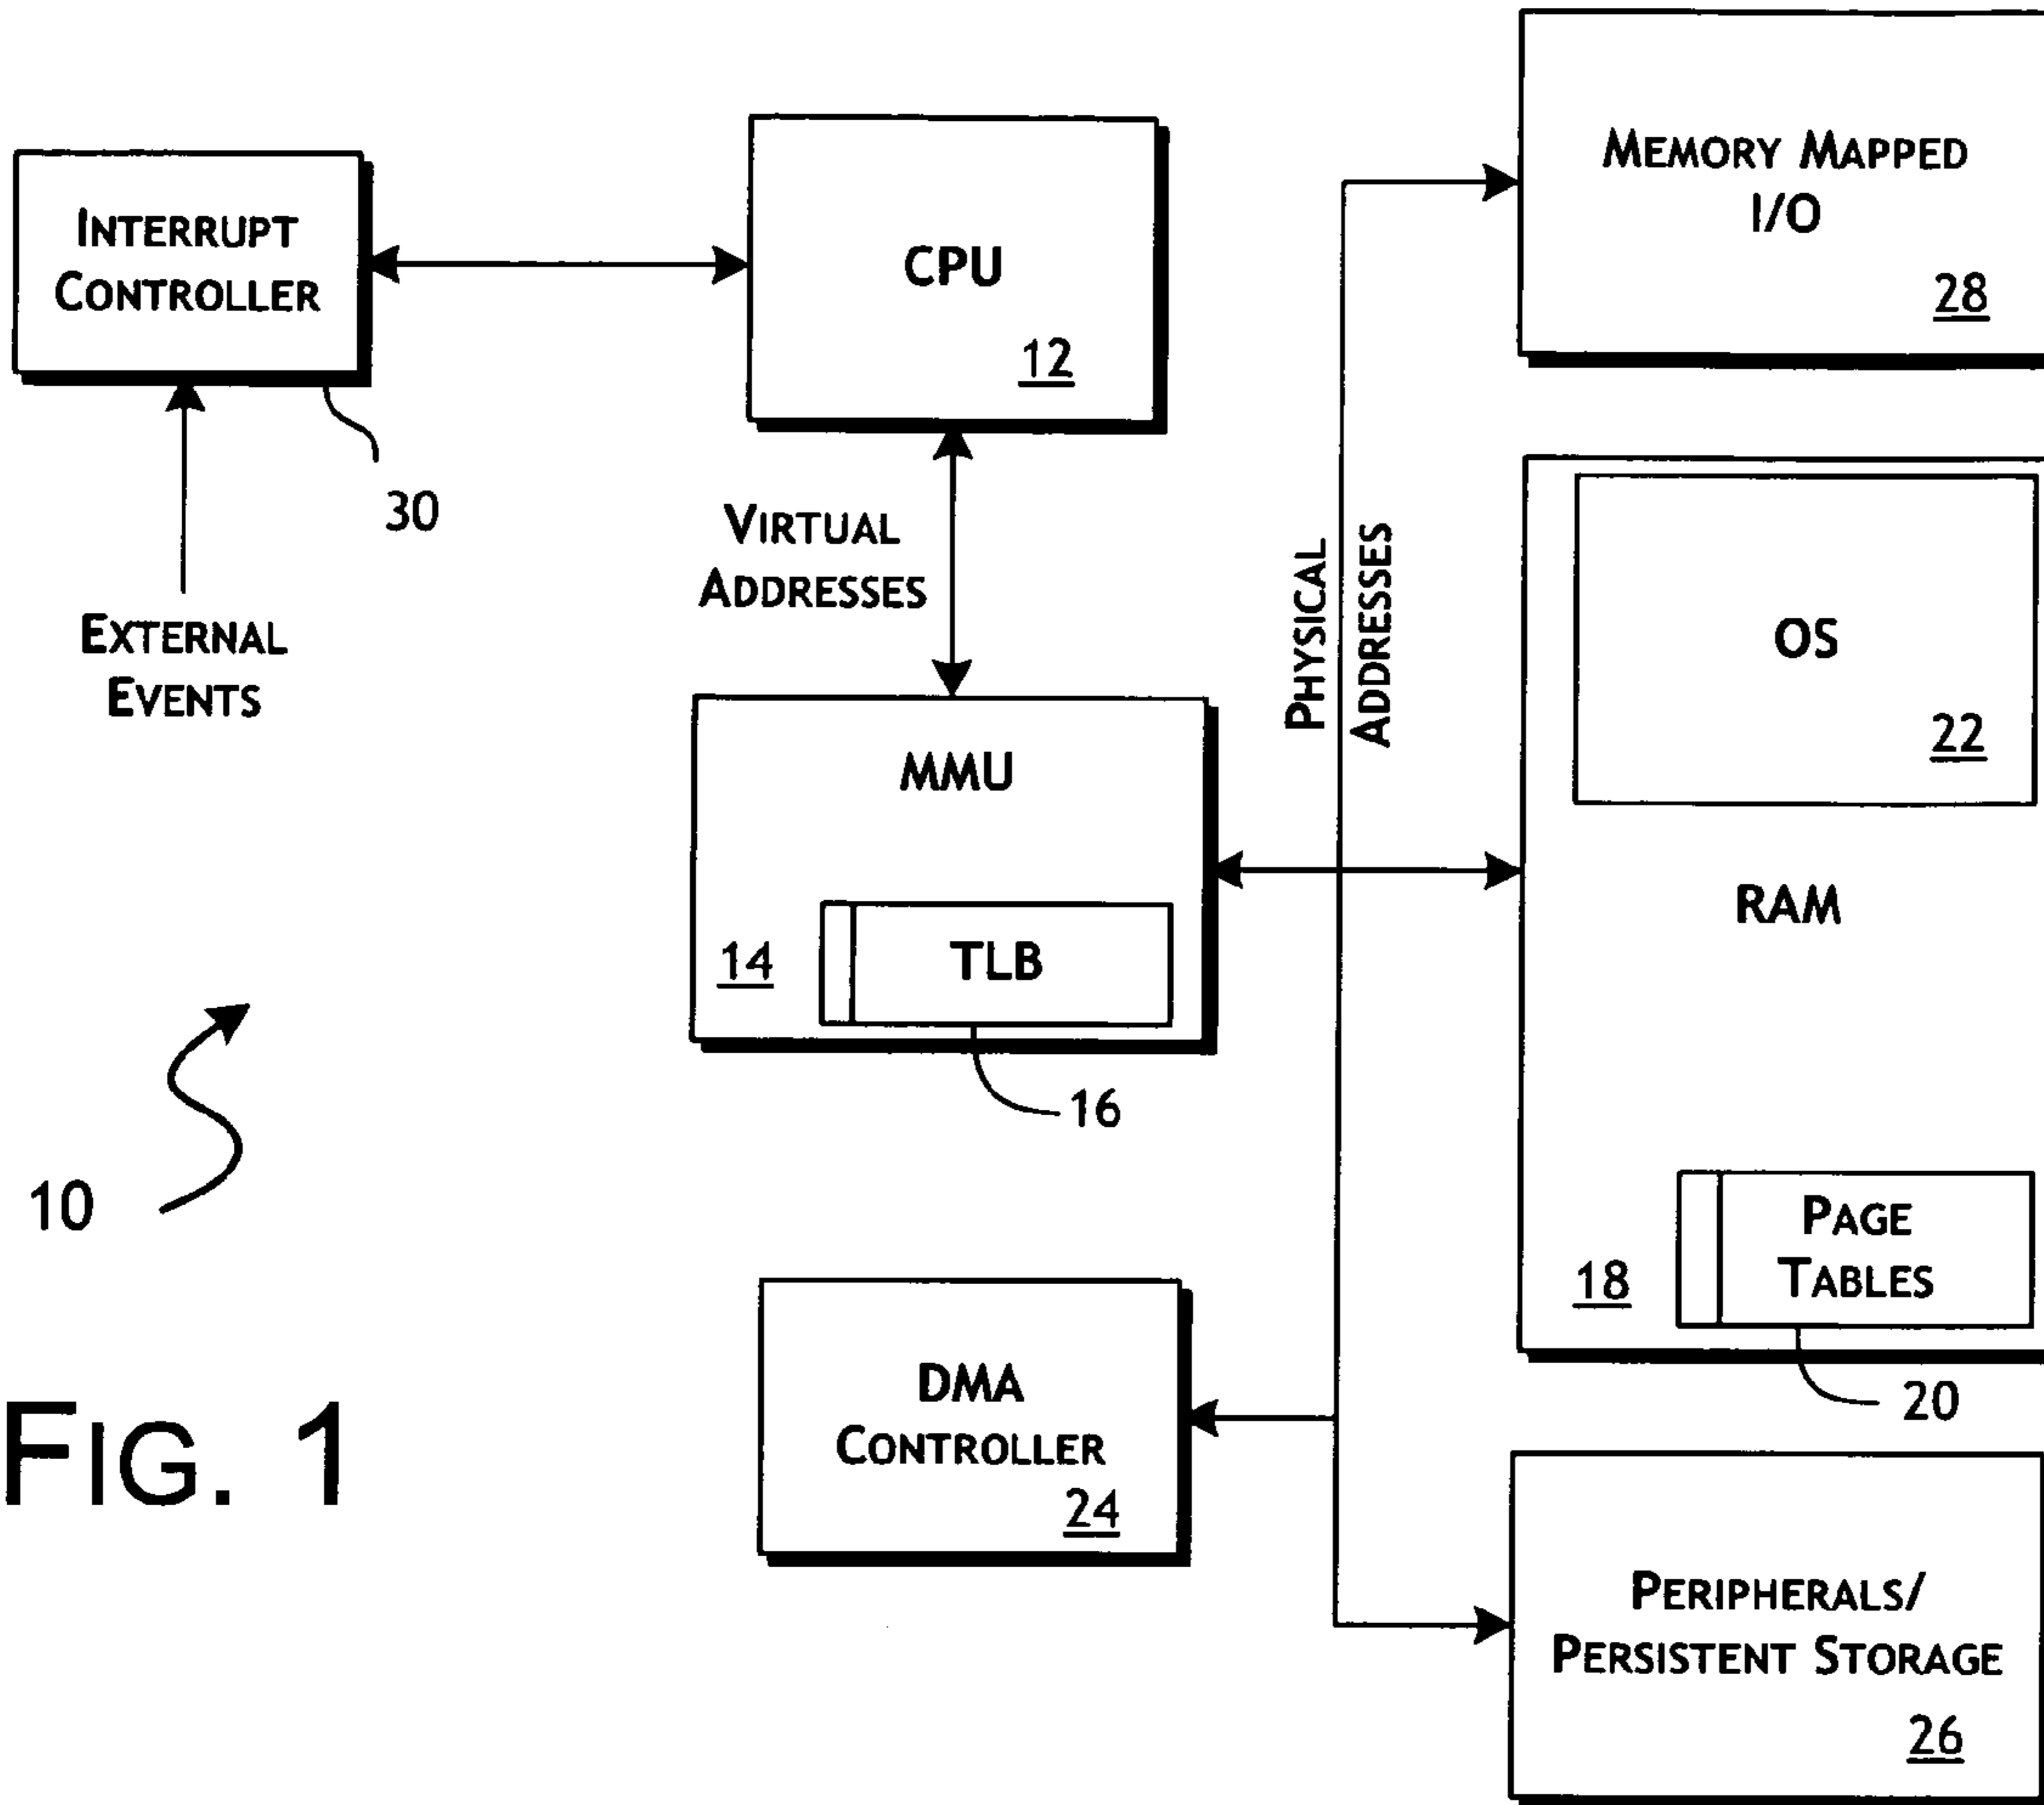 INTERRUPT
CONTROLLER
30
EXTERNAL
EVENTS
CPU
12
VIRTUAL
ADDRESSES
MMU
14
TLB
16
PHYSICAL
ADDRESSES
MEMORY MAPPED
I/O
28
OS
22
RAM
18
PAGE
TABLES
20
DMA
CONTROLLER
24
PERIPHERALS/
PERSISTENT STORAGE
26
10
FIG. 1